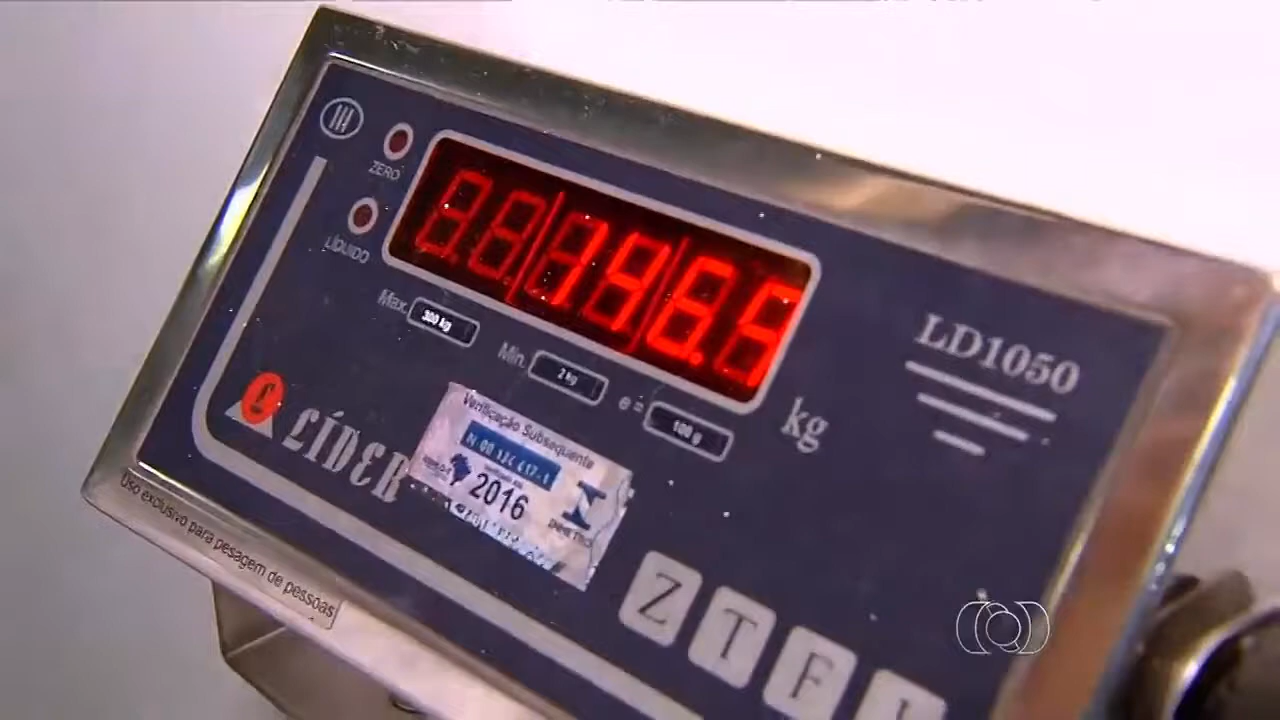 ZERO
LÍQUIDO
kg
Max.
300 kg
Min.
2 kg
e =
100 g
LD1050
LÍDER
Verificação Subsequente
2016
Uso exclusivo para pesagem de pessoas
Z
T
F